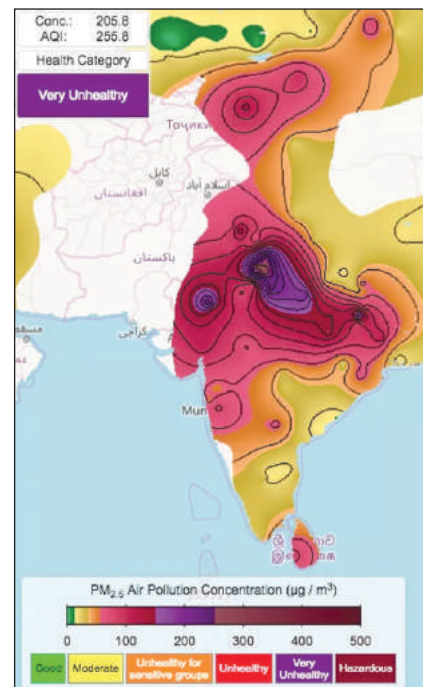 Conc.: 205.8
AQI: 255.8
Health Category
Very Unhealthy
Таҷики
کابل
افغانستان
اسلام آباد
پاکستان
کراچی
مسقط
Mun
ශ්‍රී
PM2.5 Air Pollution Concentration (µg / m³)
0 100 200 300 400 500
Good Moderate Unhealthy for sensitive groups Unhealthy Very Unhealthy Hazardous